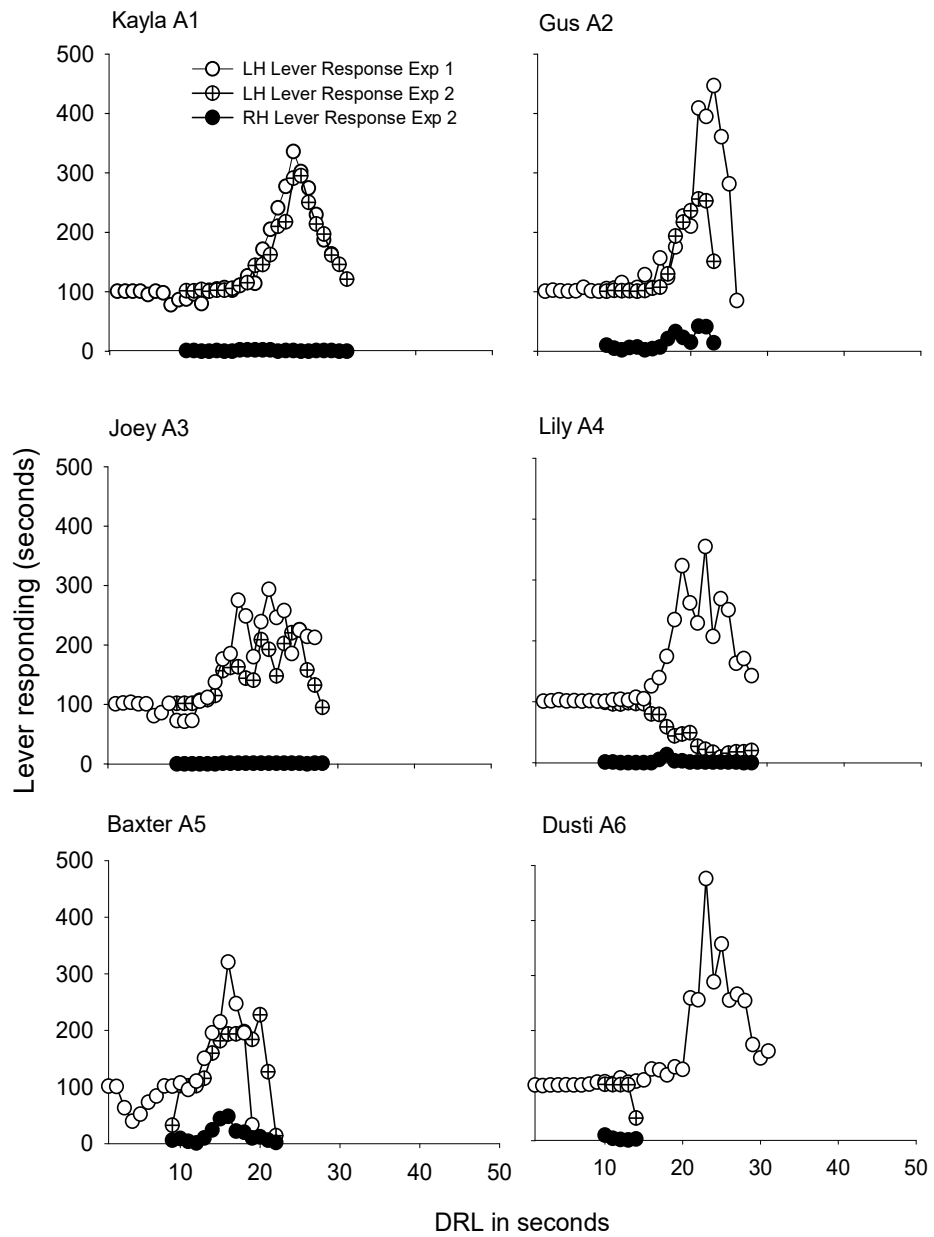 Kayla A1
Gus A2
500
400
300
200
100
0
LH Lever Response Exp 1
LH Lever Response Exp 2
RH Lever Response Exp 2
Joey A3
Lily A4
500
400
300
200
100
0
Lever responding (seconds)
Baxter A5
Dusti A6
500
400
300
200
100
0
10 20 30 40 50
10 20 30 40 50
DRL in seconds